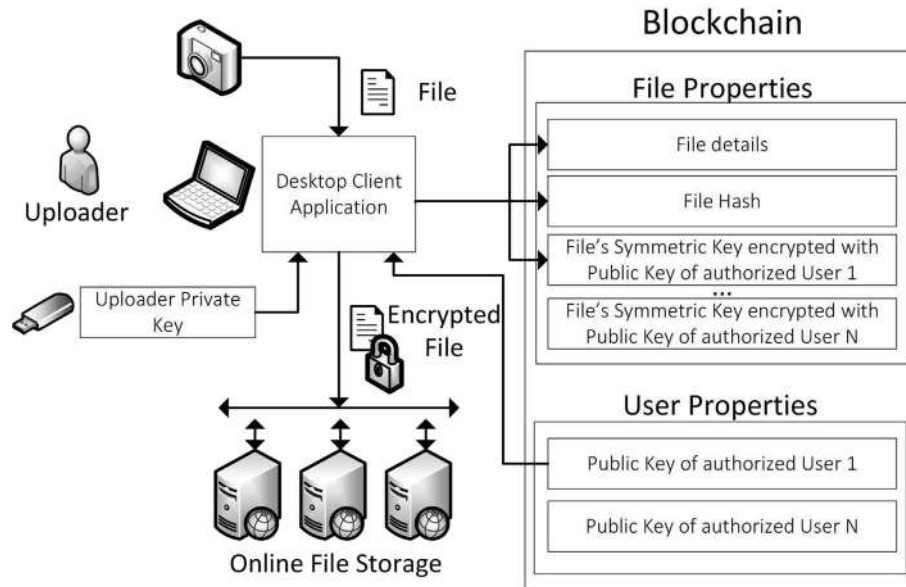 Blockchain
File Properties
File details
File Hash
File's Symmetric Key encrypted with
Public Key of authorized User 1
...
File's Symmetric Key encrypted with
Public Key of authorized User N
User Properties
Public Key of authorized User 1
Public Key of authorized User N
File
Desktop Client
Application
Uploader
Uploader Private
Key
Encrypted
File
Online File Storage